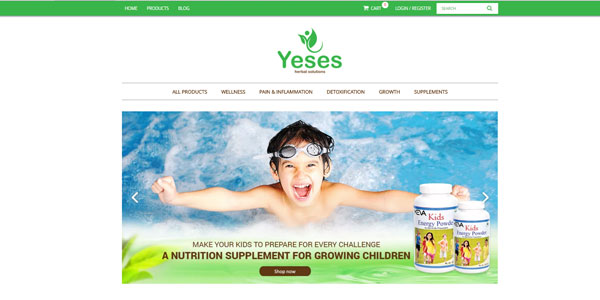 HOME PRODUCTS BLOG CART LOGIN / REGISTER SEARCH
Yeses
herbal solutions
ALL PRODUCTS WELLNESS PAIN & INFLAMMATION DETOXIFICATION GROWTH SUPPLEMENTS
MAKE YOUR KIDS TO PREPARE FOR EVERY CHALLENGE
A NUTRITION SUPPLEMENT FOR GROWING CHILDREN
Shop now
Kids
Energy Powder
Kids
Energy Powder